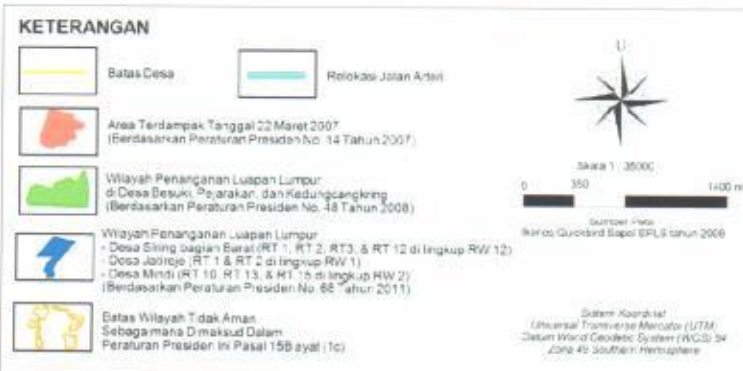 KETERANGAN
Batas Desa
Relokasi Jalan Arteri
Area Terdampak Tanggal 22 Maret 2007
(Berdasarkan Peraturan Presiden No. 14 Tahun 2007)
Wilayah Penanganan Luapan Lumpur
di Desa Besuki, Pejarakan, dan Kedungcangkring
(Berdasarkan Peraturan Presiden No. 48 Tahun 2008)
Wilayah Penanganan Luapan Lumpur
- Desa Siring bagian Barat (RT 1, RT 2, RT3, & RT 12 di lingkup RW 12)
- Desa Jatirejo (RT 1 & RT 2 di lingkup RW 1)
- Desa Mindi (RT 10, RT 13, & RT 15 di lingkup RW 2)
(Berdasarkan Peraturan Presiden No. 68 Tahun 2011)
Batas Wilayah Tidak Aman
Sebagaimana Dimaksud Dalam
Peraturan Presiden Ini Pasal 15B ayat (1c)
U
Skala 1 : 35000
0 350 1400 m
Sumber Peta
Ikonos Quickbird Bapel BPLS tahun 2008
Sistem Koordinat
Universal Transverse Mercator (UTM)
Datum World Geodetic System (WGS) 84
Zona 49 Southern Hemisphere